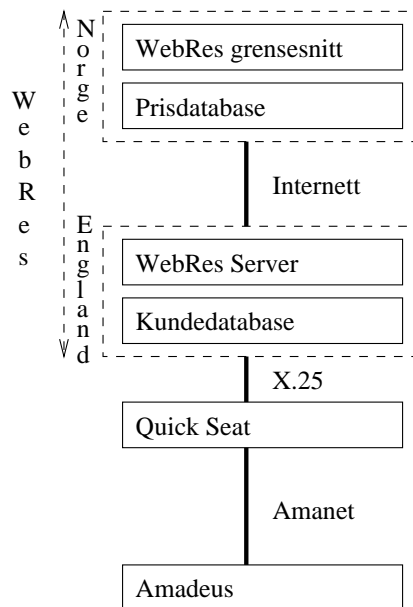 WebRes
Norge
WebRes grensesnitt
Prisdatabase
Internett
England
WebRes Server
Kundedatabase
X.25
Quick Seat
Amanet
Amadeus